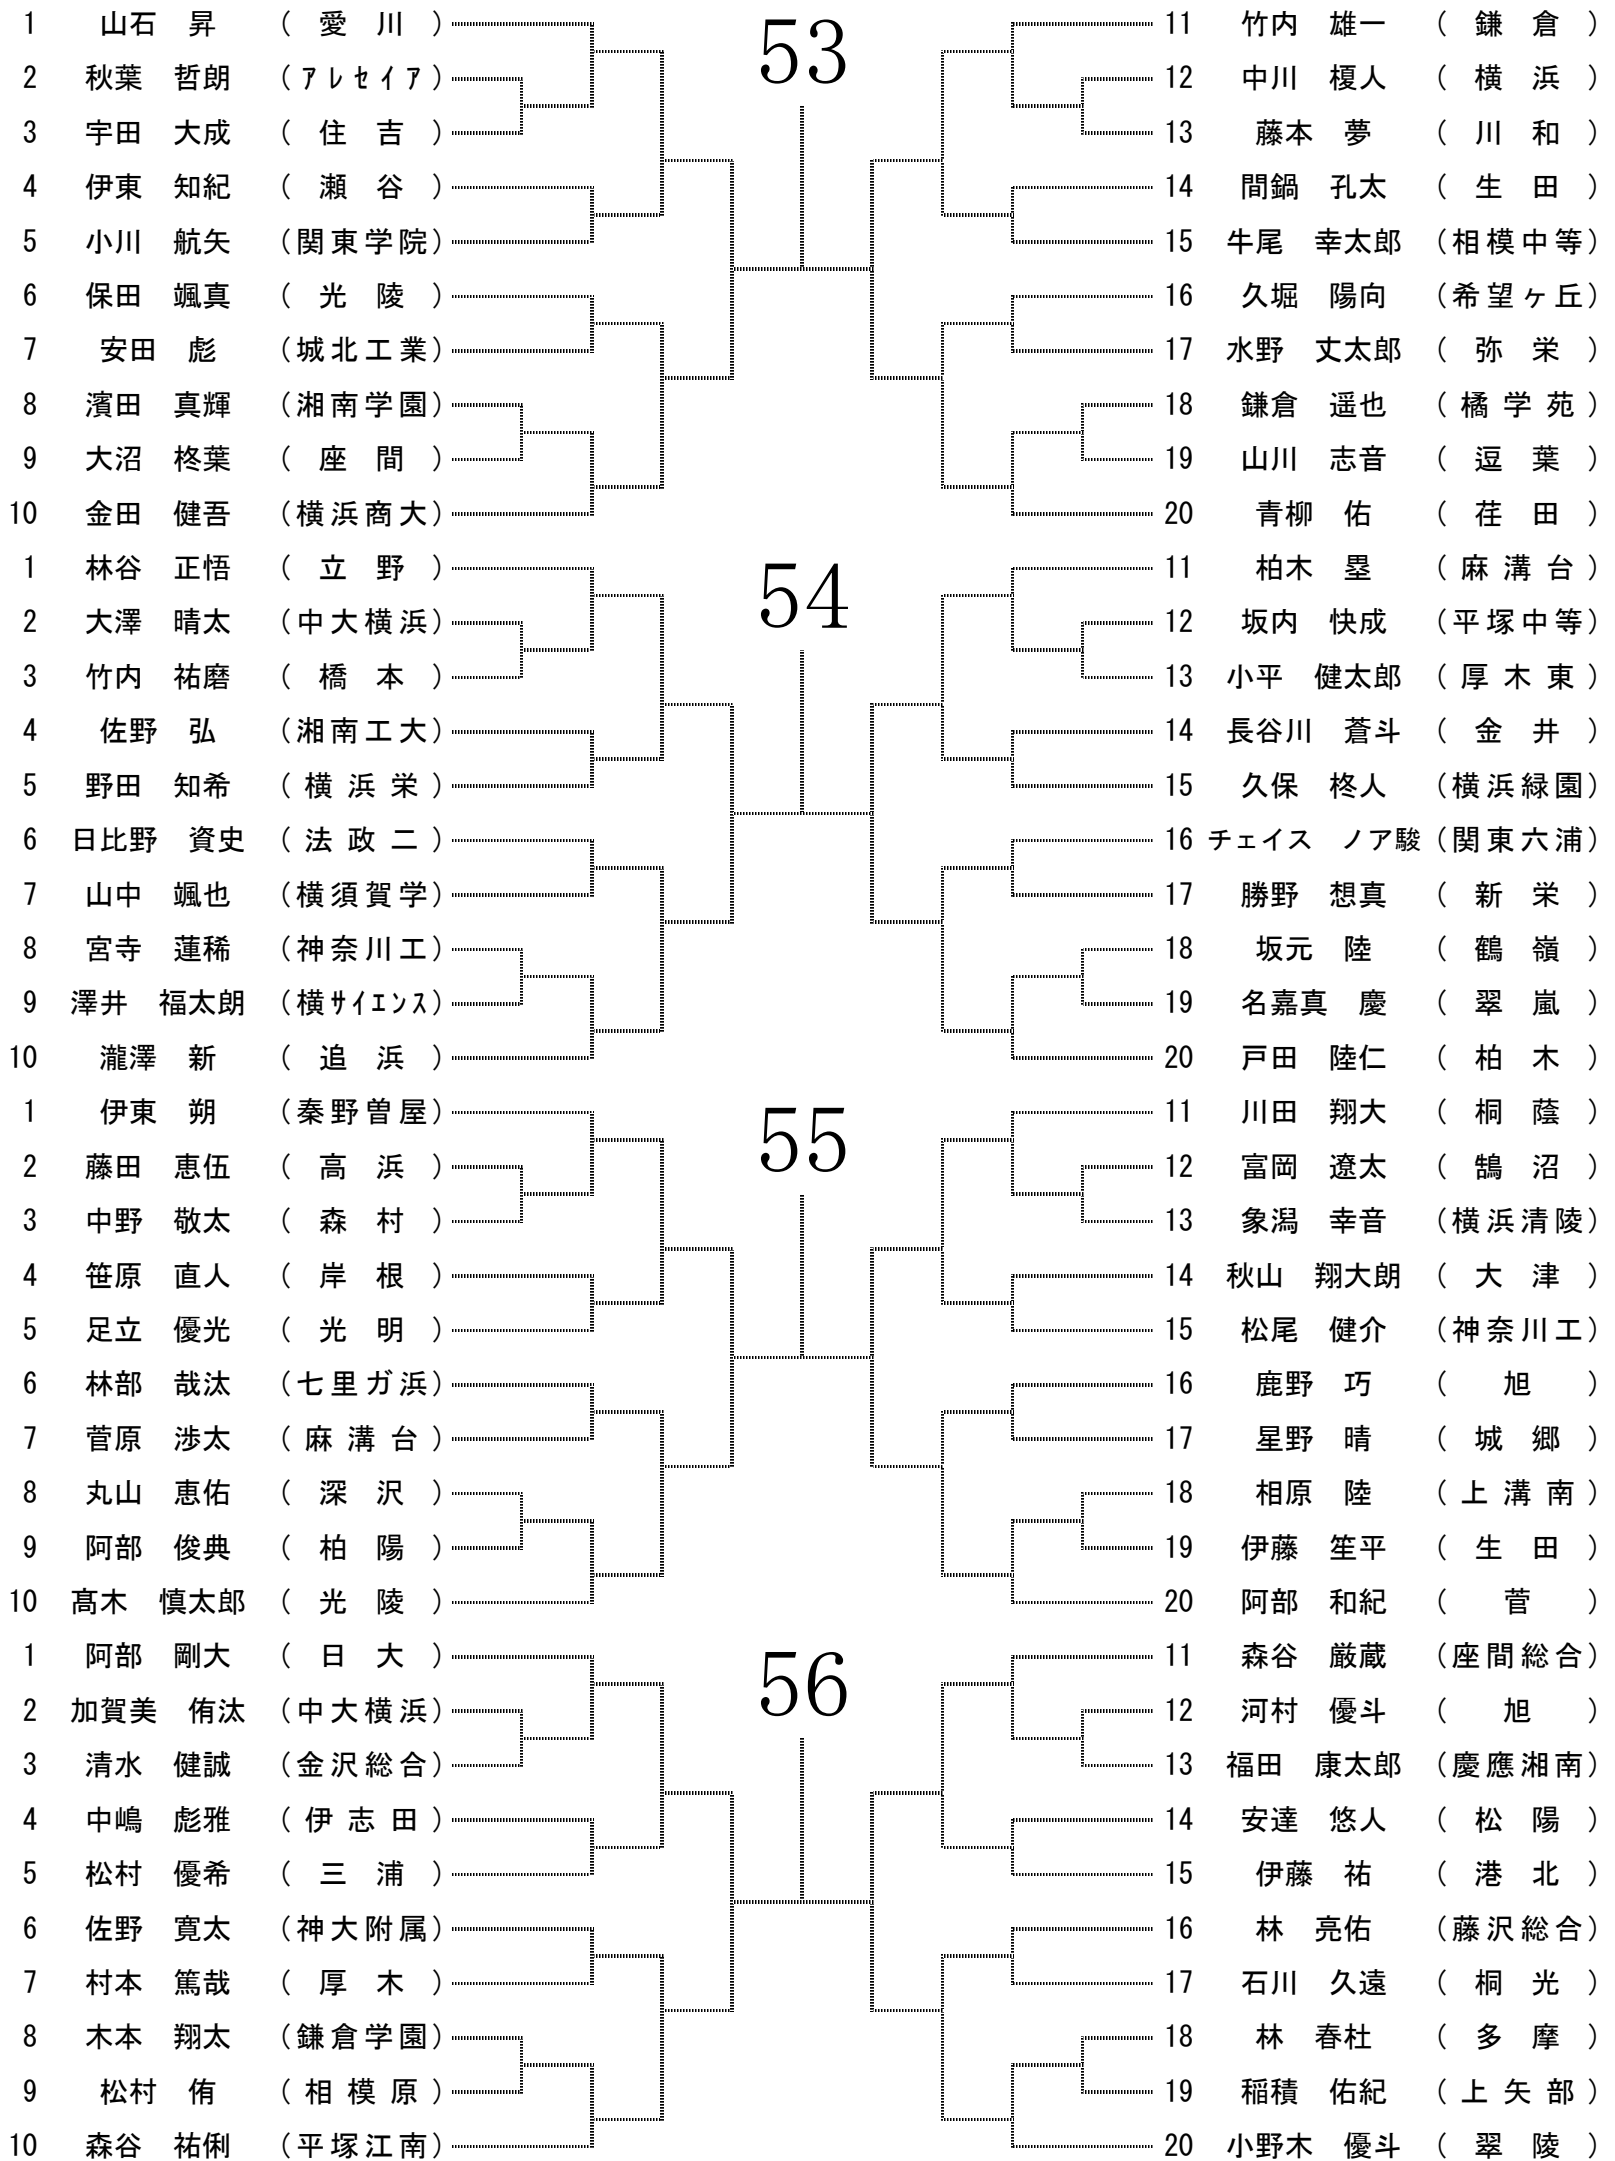 53
1 山石 昇 (愛川)
2 秋葉 哲朗 (アレセイア)
3 宇田 大成 (住吉)
4 伊東 知紀 (瀬谷)
5 小川 航矢 (関東学院)
6 保田 颯真 (光陵)
7 安田 彪 (城北工業)
8 濱田 真輝 (湘南学園)
9 大沼 柊葉 (座間)
10 金田 健吾 (横浜商大)
11 竹内 雄一 (鎌倉)
12 中川 榎人 (横浜)
13 藤本 夢 (川和)
14 間鍋 孔太 (生田)
15 牛尾 幸太郎 (相模中等)
16 久堀 陽向 (希望ヶ丘)
17 水野 丈太郎 (弥栄)
18 鎌倉 遥也 (橘学苑)
19 山川 志音 (逗葉)
20 青柳 佑 (荏田)
54
1 林谷 正悟 (立野)
2 大澤 晴太 (中大横浜)
3 竹内 祐磨 (橋本)
4 佐野 弘 (湘南工大)
5 野田 知希 (横浜栄)
6 日比野 資史 (法政二)
7 山中 颯也 (横須賀学)
8 宮寺 蓮稀 (神奈川工)
9 澤井 福太朗 (横サイエンス)
10 瀧澤 新 (追浜)
11 柏木 塁 (麻溝台)
12 坂内 快成 (平塚中等)
13 小平 健太郎 (厚木東)
14 長谷川 蒼斗 (金井)
15 久保 柊人 (横浜緑園)
16 チェイス ノア駿 (関東六浦)
17 勝野 想真 (新栄)
18 坂元 陸 (鶴嶺)
19 名嘉真 慶 (翠嵐)
20 戸田 陸仁 (柏木)
55
1 伊東 朔 (秦野曽屋)
2 藤田 恵伍 (高浜)
3 中野 敬太 (森村)
4 笹原 直人 (岸根)
5 足立 優光 (光明)
6 林部 哉汰 (七里ガ浜)
7 菅原 渉太 (麻溝台)
8 丸山 恵佑 (深沢)
9 阿部 俊典 (柏陽)
10 髙木 慎太郎 (光陵)
11 川田 翔大 (桐蔭)
12 富岡 遼太 (鵠沼)
13 象潟 幸音 (横浜清陵)
14 秋山 翔大朗 (大津)
15 松尾 健介 (神奈川工)
16 鹿野 巧 (旭)
17 星野 晴 (城郷)
18 相原 陸 (上溝南)
19 伊藤 笙平 (生田)
20 阿部 和紀 (菅)
56
1 阿部 剛大 (日大)
2 加賀美 侑汰 (中大横浜)
3 清水 健誠 (金沢総合)
4 中嶋 彪雅 (伊志田)
5 松村 優希 (三浦)
6 佐野 寛太 (神大附属)
7 村本 篤哉 (厚木)
8 木本 翔太 (鎌倉学園)
9 松村 侑 (相模原)
10 森谷 祐俐 (平塚江南)
11 森谷 厳蔵 (座間総合)
12 河村 優斗 (旭)
13 福田 康太郎 (慶應湘南)
14 安達 悠人 (松陽)
15 伊藤 祐 (港北)
16 林 亮佑 (藤沢総合)
17 石川 久遠 (桐光)
18 林 春杜 (多摩)
19 稲積 佑紀 (上矢部)
20 小野木 優斗 (翠陵)